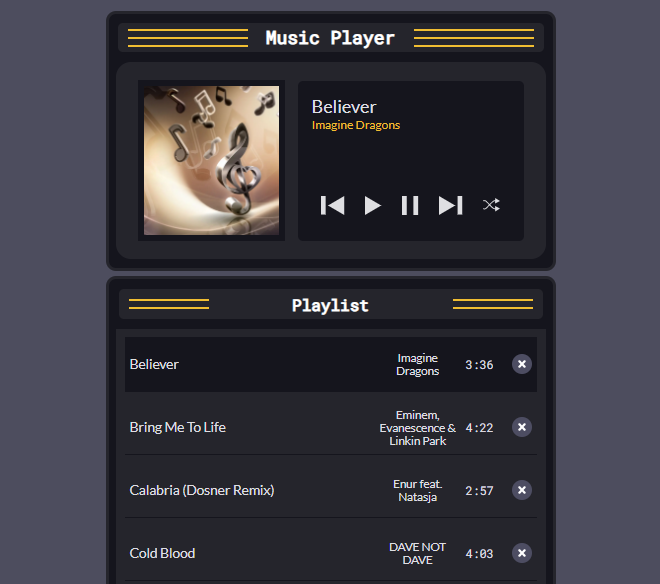 Music Player
Believer
Imagine Dragons
Playlist
Believer
Imagine
Dragons
3:36
Bring Me To Life
Eminem,
Evanescence &
Linkin Park
4:22
Calabria (Dosner Remix)
Enur feat.
Natasja
2:57
Cold Blood
DAVE NOT
DAVE
4:03